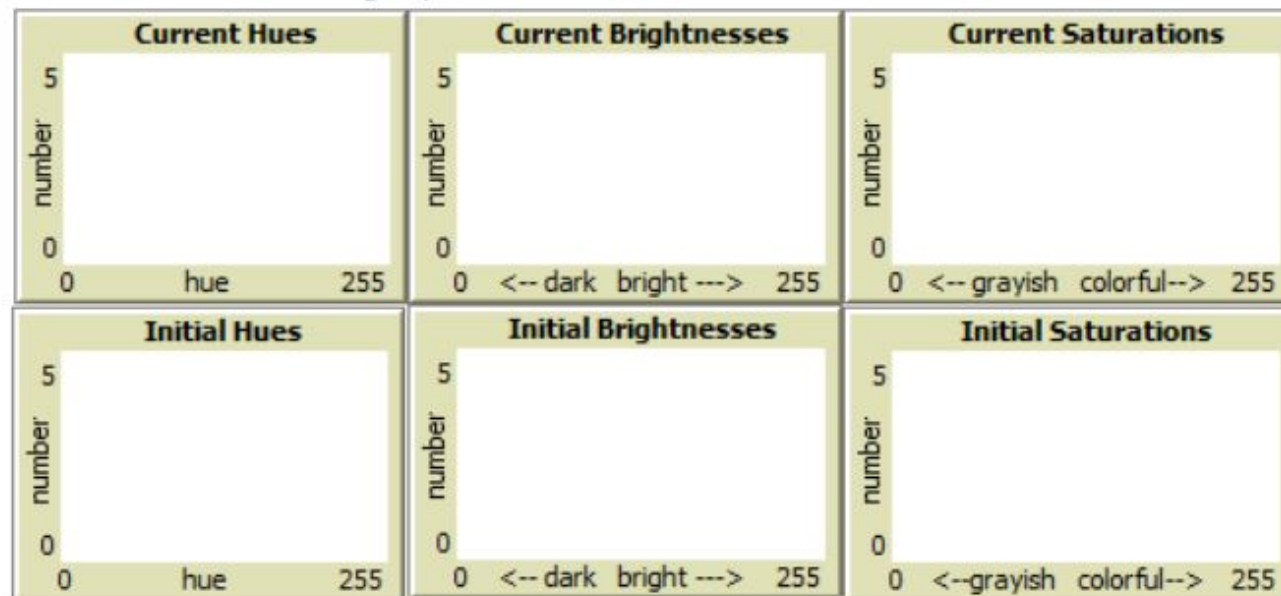 Current Hues
5
number
0
0 hue 255
Current Brightnesses
5
number
0
0 <-- dark bright ---> 255
Current Saturations
5
number
0
0 <-- grayish colorful--> 255
Initial Hues
5
number
0
0 hue 255
Initial Brightnesses
5
number
0
0 <-- dark bright ---> 255
Initial Saturations
5
number
0
0 <--grayish colorful--> 255